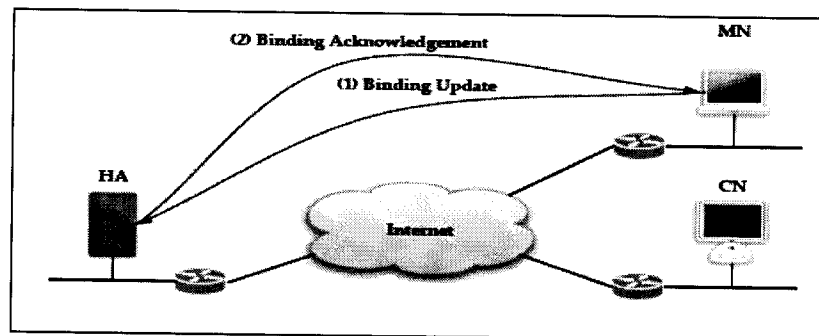 (2) Binding Acknowledgement
MN
(1) Binding Update
HA
CN
Internet